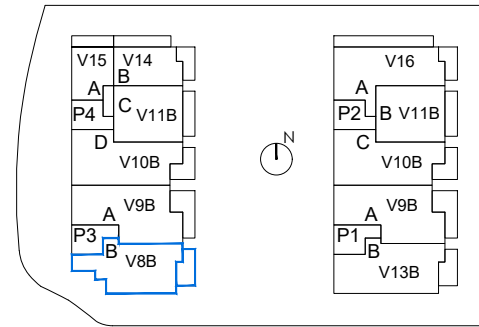 V15 V14
B
A
C
P4 V11B
D
V10B
V9B
A
P3
B
V8B
N
V16
A
P2 B V11B
C
V10B
V9B
A
P1
B
V13B